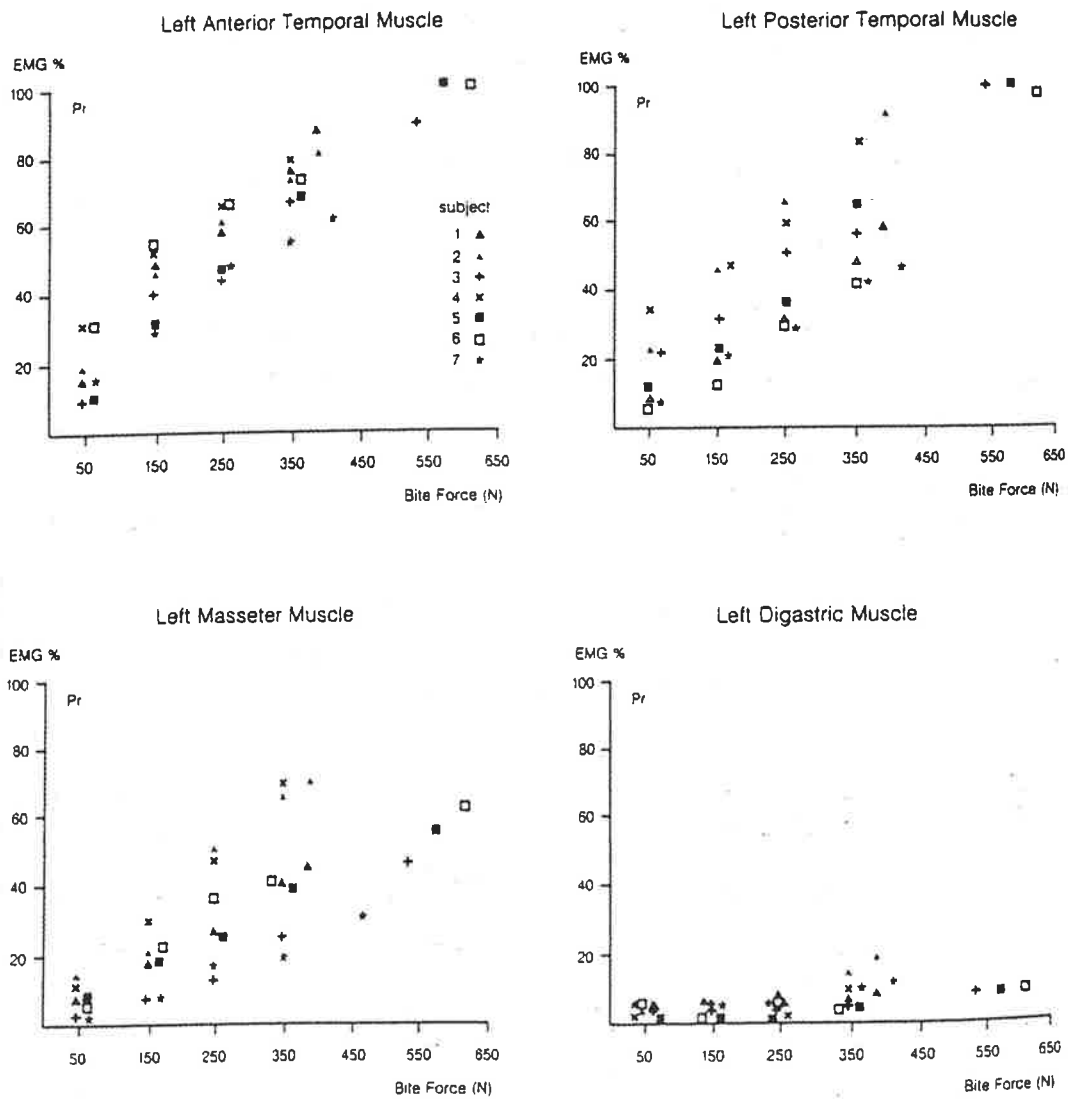 Left Anterior Temporal Muscle
EMG %
Pr
100
80
60
40
20
50 150 250 350 450 550 650
Bite Force (N)
subject
1
2
3
4
5
6
7
Left Posterior Temporal Muscle
EMG %
Pr
100
80
60
40
20
50 150 250 350 450 550 650
Bite Force (N)
Left Masseter Muscle
EMG %
Pr
100
80
60
40
20
50 150 250 350 450 550 650
Bite Force (N)
Left Digastric Muscle
EMG %
Pr
100
80
60
40
20
50 150 250 350 450 550 650
Bite Force (N)